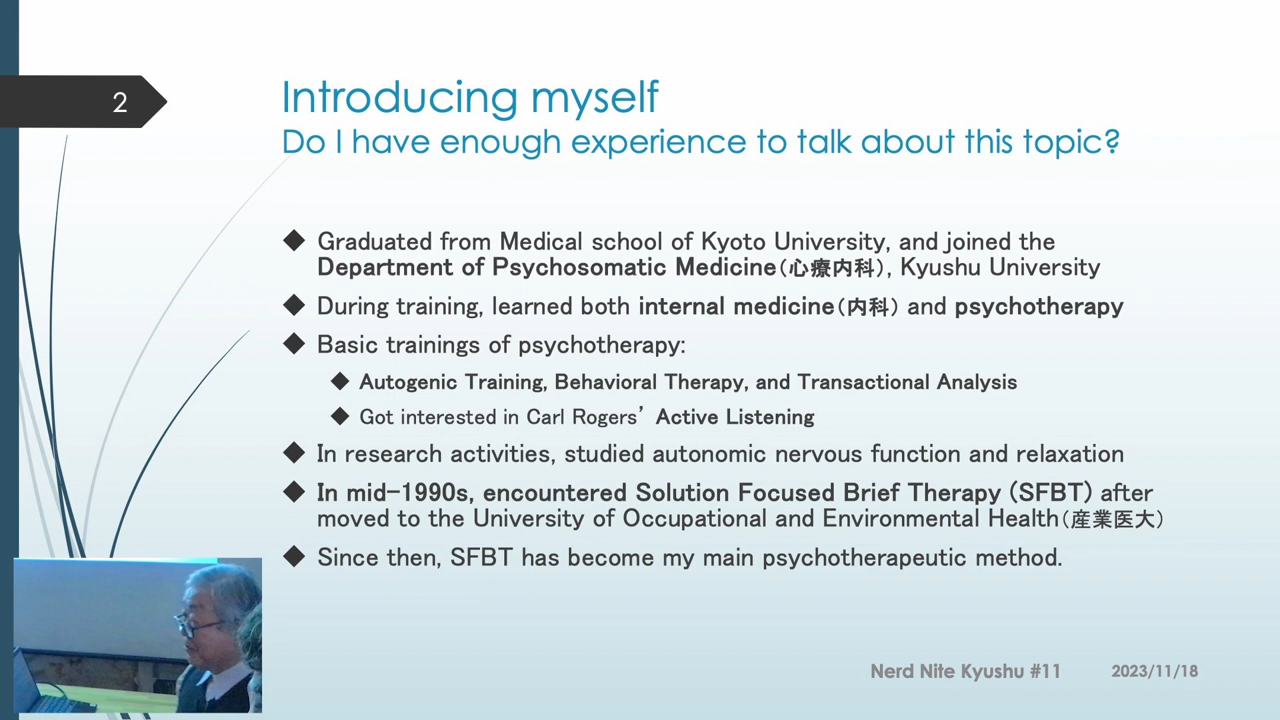 2
Introducing myself
Do I have enough experience to talk about this topic?
◆ Graduated from Medical school of Kyoto University, and joined the
Department of Psychosomatic Medicine（心療内科）, Kyushu University
◆ During training, learned both internal medicine（内科） and psychotherapy
◆ Basic trainings of psychotherapy:
◆ Autogenic Training, Behavioral Therapy, and Transactional Analysis
◆ Got interested in Carl Rogers’ Active Listening
◆ In research activities, studied autonomic nervous function and relaxation
◆ In mid-1990s, encountered Solution Focused Brief Therapy (SFBT) after
moved to the University of Occupational and Environmental Health（産業医大）
◆ Since then, SFBT has become my main psychotherapeutic method.
Nerd Nite Kyushu #11 2023/11/18